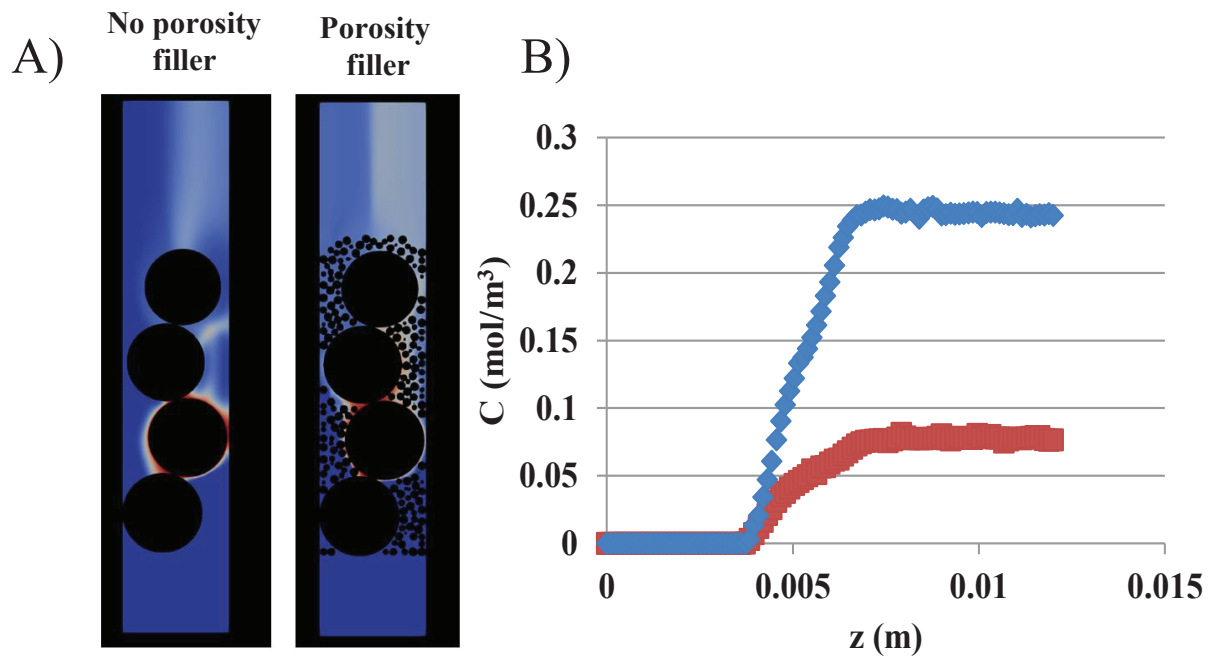 A)
No porosity
filler
Porosity
filler
B)
C (mol/m³)
0.3
0.25
0.2
0.15
0.1
0.05
0
0
0.005
0.01
0.015
z (m)